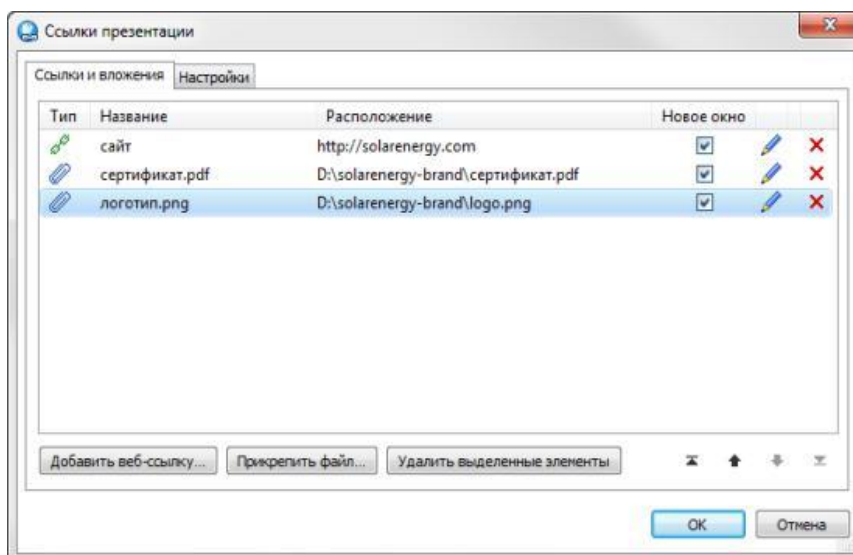 Ссылки презентации
Ссылки и вложения Настройки
Тип Название Расположение Новое окно
сайт http://solarenergy.com
сертификат.pdf D:\solarenergy-brand\сертификат.pdf
логотип.png D:\solarenergy-brand\logo.png
Добавить веб-ссылку... Прикрепить файл... Удалить выделенные элементы
OK Отмена